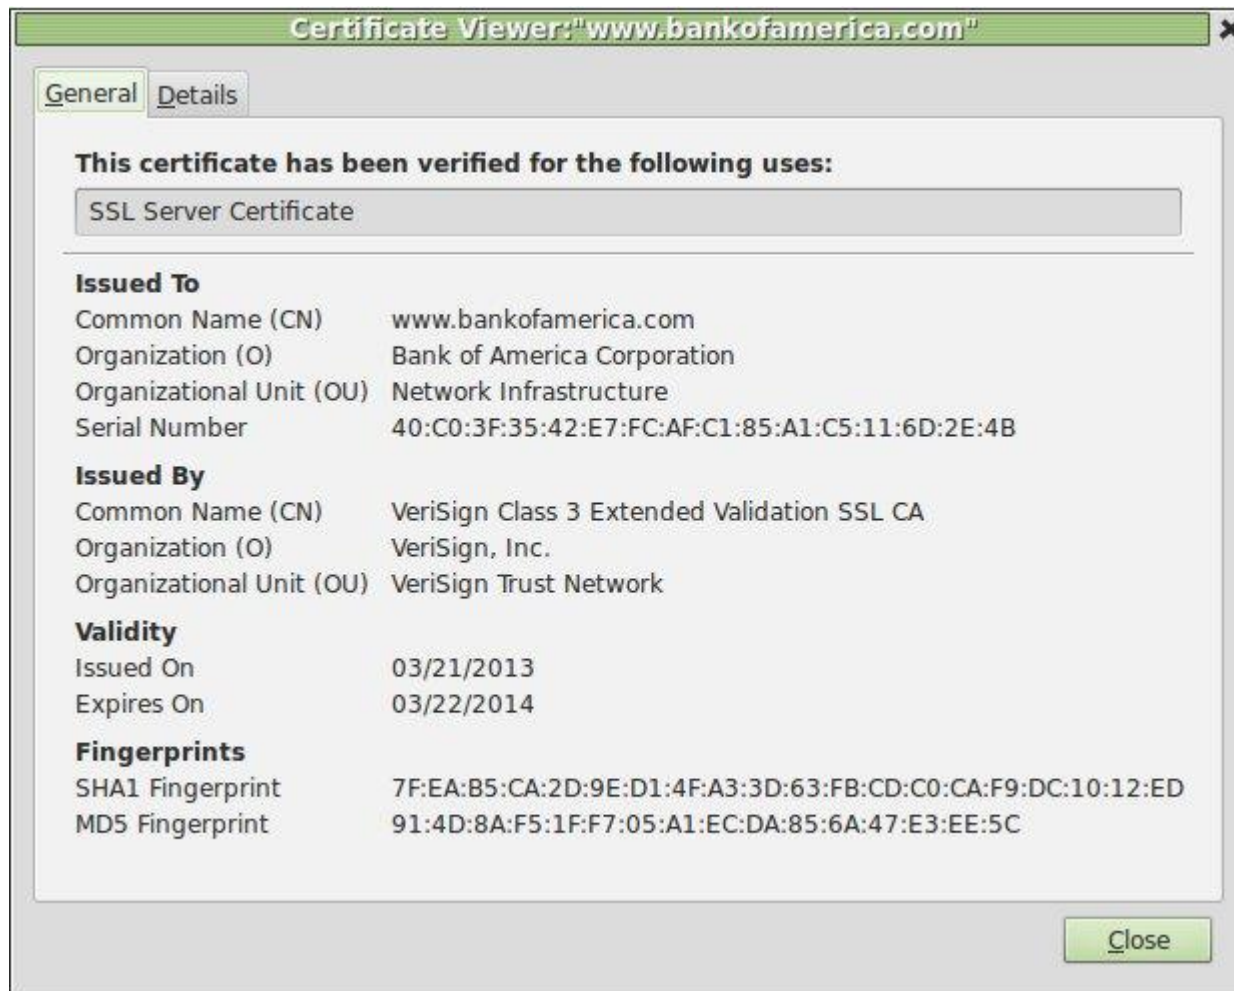 Certificate Viewer:"www.bankofamerica.com"
General Details
This certificate has been verified for the following uses:
SSL Server Certificate
Issued To
Common Name (CN) www.bankofamerica.com
Organization (O) Bank of America Corporation
Organizational Unit (OU) Network Infrastructure
Serial Number 40:C0:3F:35:42:E7:FC:AF:C1:85:A1:C5:11:6D:2E:4B
Issued By
Common Name (CN) VeriSign Class 3 Extended Validation SSL CA
Organization (O) VeriSign, Inc.
Organizational Unit (OU) VeriSign Trust Network
Validity
Issued On 03/21/2013
Expires On 03/22/2014
Fingerprints
SHA1 Fingerprint 7F:EA:B5:CA:2D:9E:D1:4F:A3:3D:63:FB:CD:C0:CA:F9:DC:10:12:ED
MD5 Fingerprint 91:4D:8A:F5:1F:F7:05:A1:EC:DA:85:6A:47:E3:EE:5C
Close